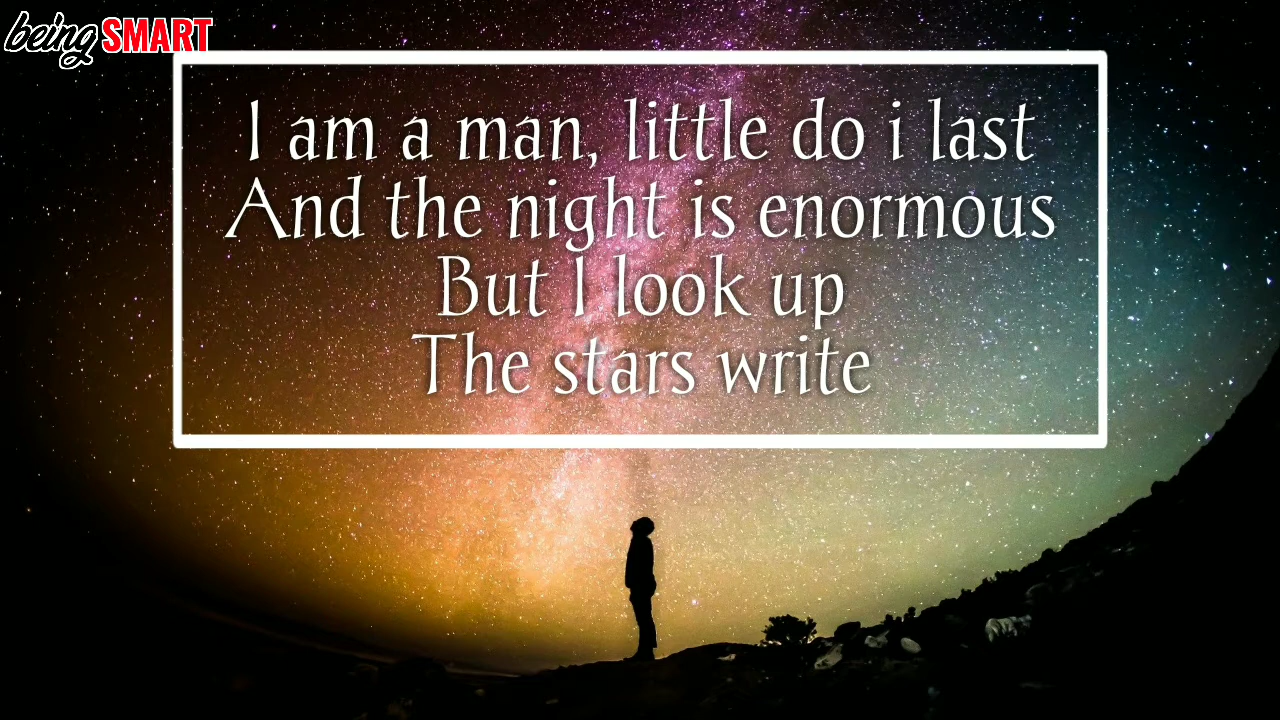 being SMART
I am a man, little do i last
And the night is enormous
But I look up
The stars write